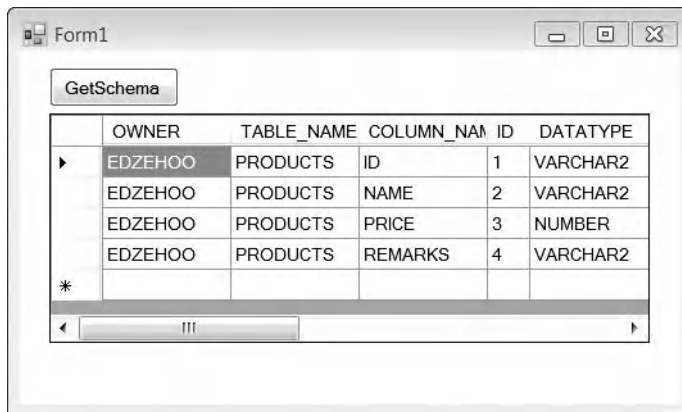 Form1
GetSchema
OWNER TABLE_NAME COLUMN_NAM ID DATATYPE
EDZEHOO PRODUCTS ID 1 VARCHAR2
EDZEHOO PRODUCTS NAME 2 VARCHAR2
EDZEHOO PRODUCTS PRICE 3 NUMBER
EDZEHOO PRODUCTS REMARKS 4 VARCHAR2